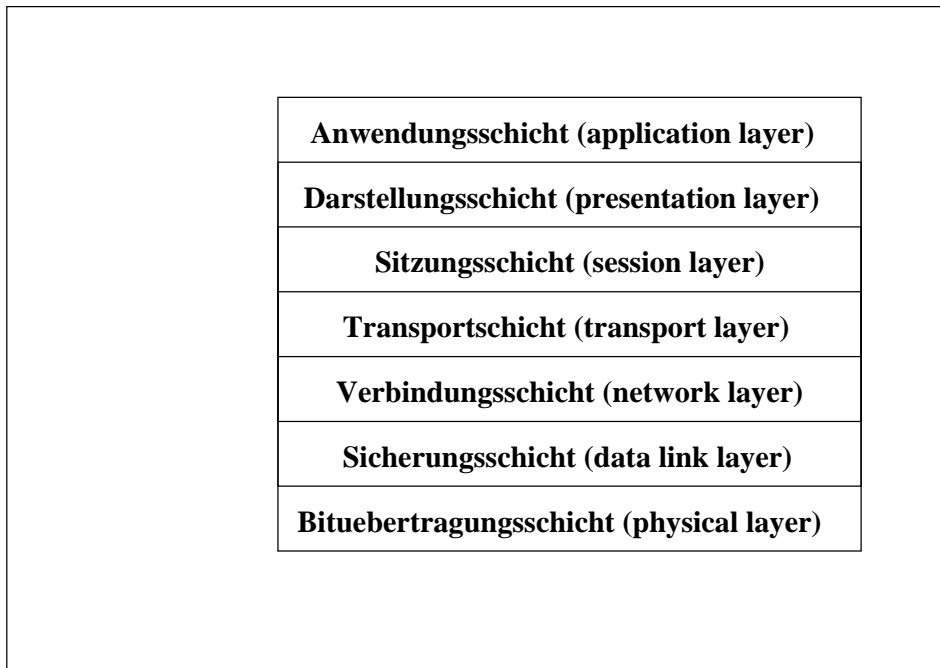 Anwendungsschicht (application layer)
Darstellungsschicht (presentation layer)
Sitzungsschicht (session layer)
Transportschicht (transport layer)
Verbindungsschicht (network layer)
Sicherungsschicht (data link layer)
Bituebertragungsschicht (physical layer)